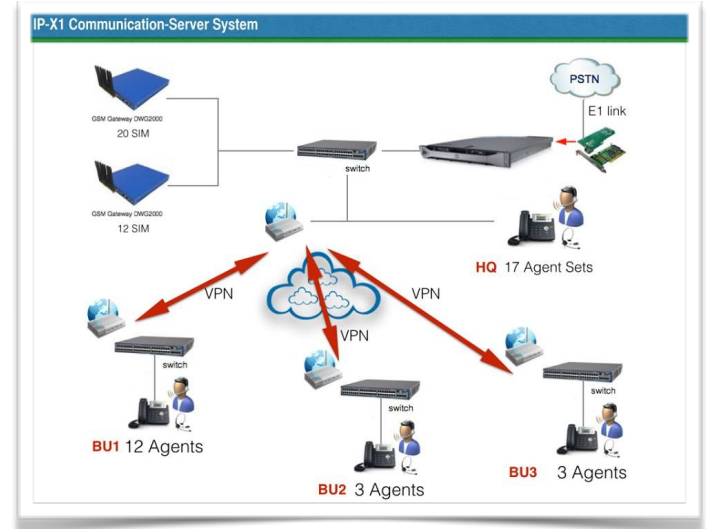 IP-X1 Communication-Server System
PSTN
E1 link
GSM Gateway DWG2000
20 SIM
switch
GSM Gateway DWG2000
12 SIM
HQ 17 Agent Sets
VPN
VPN
VPN
switch
switch
switch
BU1 12 Agents
BU2 3 Agents
BU3 3 Agents